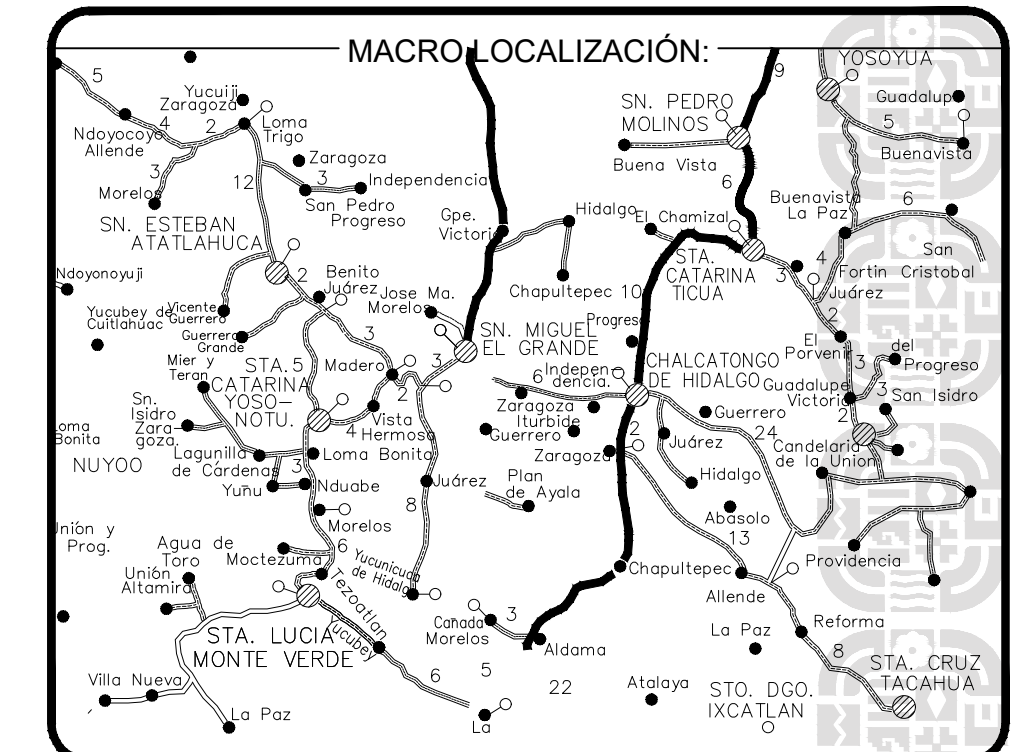 MACRO LOCALIZACIÓN:
5
9
YOSOYUA
Yucuiji
Zaragoza
SN. PEDRO
MOLINOS
Guadalup
4
2
Loma
Trigo
5
Ndoyocoyo
Allende
Buenavista
Zaragoza
Buena Vista
3
12
3
Independencia
6
Morelos
San Pedro
Progreso
Buenavista
La Paz
6
SN. ESTEBAN
ATATLAHUCA
Gpe.
Victoria
Hidalgo
El Chamizal
San
Cristobal
STA.
CATARINA
TICUA
4
3
Fortin
Ndoyonoyuji
2
Benito
Juárez
Jose Ma.
Morelos
Chapultepec
10
Juárez
Yucubey de
Cuitlahuac
Vicente
Guerrero
Progreso
2
Guerrero
Grande
3
SN. MIGUEL
EL GRANDE
El
Porvenir
del
Progreso
Mier y
Teran
STA.
CATARINA
YOSO-
NOTU.
5
Madero
3
CHALCATONGO
DE HIDALGO
3
6
Indepen-
dencia.
Guadalupe
Victoria
3
San Isidro
2
Sn.
Isidro
Zara-
goza.
Vista
Hermosa
4
Zaragoza
Iturbide
Guerrero
Guerrero
2
24
2
Loma
Bonita
NUYOO
Lagunilla
de Cárdenas
Loma Bonita
3
Zaragoza
Juárez
Candelaria
de la Union
Yuñu
Nduabe
Juárez
Plan
de Ayala
Hidalgo
Morelos
8
Abasolo
13
Unión y
Prog.
Agua de
Toro
Moctezuma
6
Yucunicuca
de Hidalgo
Providencia
Unión
Altamira
Tezoatlan
Yucubey
Chapultepec
Allende
STA. LUCIA
MONTE VERDE
Cañada
Morelos
3
Aldama
La Paz
Reforma
8
Villa Nueva
6
5
22
Atalaya
STO. DGO.
IXCATLAN
STA. CRUZ
TACAHUA
La Paz
La